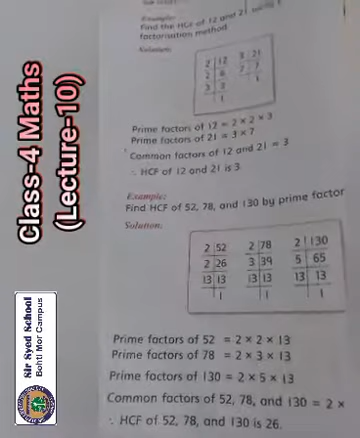 Class-4 Maths
(Lecture-10)
Sir Syed School
Bohti Mor Campus
Example:
Find the HCF of 12 and 21 using
factorisation method.
Solution:
2 | 12
2 | 6
3 | 3
1
3 | 21
7 | 7
1
Prime factors of 12 = 2 × 2 × 3
Prime factors of 21 = 3 × 7
Common factors of 12 and 21 = 3
∴ HCF of 12 and 21 is 3.
Example:
Find HCF of 52, 78, and 130 by prime factor
Solution:
2 | 52
2 | 26
13 | 13
1
2 | 78
3 | 39
13 | 13
1
2 | 130
5 | 65
13 | 13
1
Prime factors of 52 = 2 × 2 × 13
Prime factors of 78 = 2 × 3 × 13
Prime factors of 130 = 2 × 5 × 13
Common factors of 52, 78, and 130 = 2 ×
∴ HCF of 52, 78, and 130 is 26.